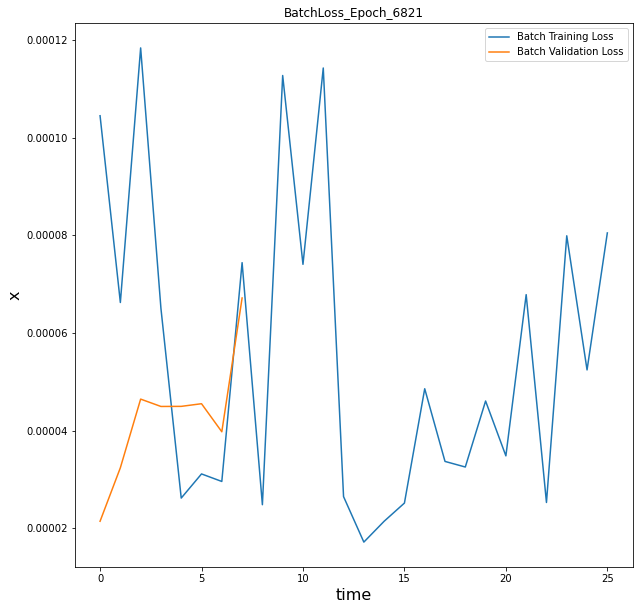 BatchLoss_Epoch_6821
Batch Training Loss
Batch Validation Loss
0.00012
0.00010
0.00008
0.00006
0.00004
0.00002
x
0 5 10 15 20 25
time